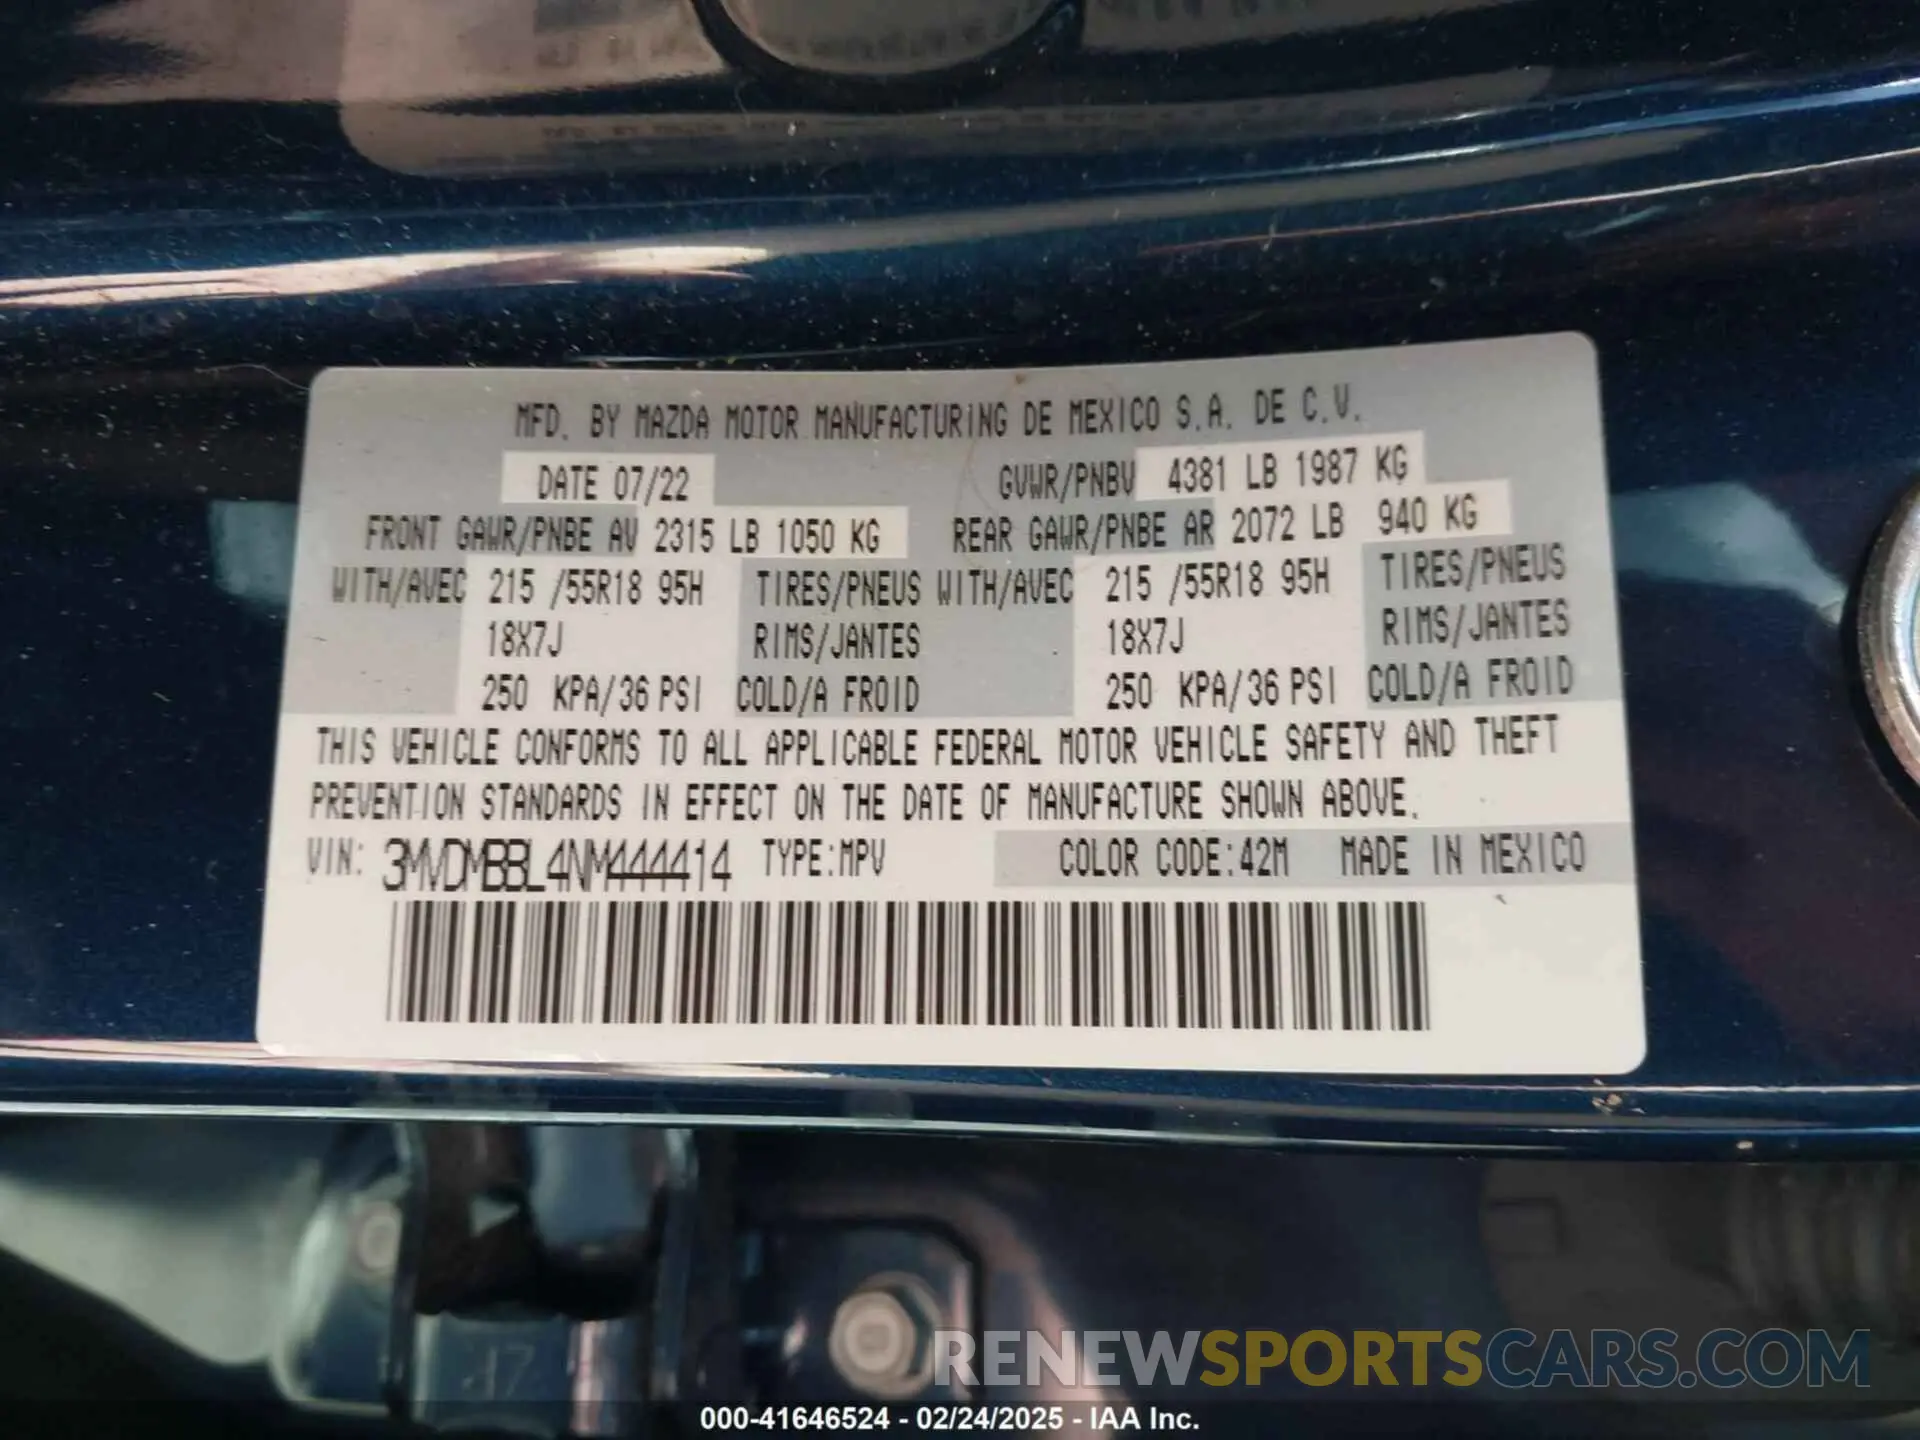 MFD. BY MAZDA MOTOR MANUFACTURING DE MEXICO S.A. DE C.V.
DATE 07/22 GVWR/PNBV 4381 LB 1987 KG
FRONT GAWR/PNBE AV 2315 LB 1050 KG REAR GAWR/PNBE AR 2072 LB 940 KG
WITH/AVEC 215 /55R18 95H TIRES/PNEUS WITH/AVEC 215 /55R18 95H TIRES/PNEUS
18X7J RIMS/JANTES 18X7J RIMS/JANTES
250 KPA/36 PSI COLD/A FROID 250 KPA/36 PSI COLD/A FROID
THIS VEHICLE CONFORMS TO ALL APPLICABLE FEDERAL MOTOR VEHICLE SAFETY AND THEFT
PREVENTION STANDARDS IN EFFECT ON THE DATE OF MANUFACTURE SHOWN ABOVE.
VIN: 3MVDMBBL4NM444414 TYPE:MPV COLOR CODE:42M MADE IN MEXICO
RENEWSPORTSCARS.COM
000-41646524 - 02/24/2025 - IAA Inc.